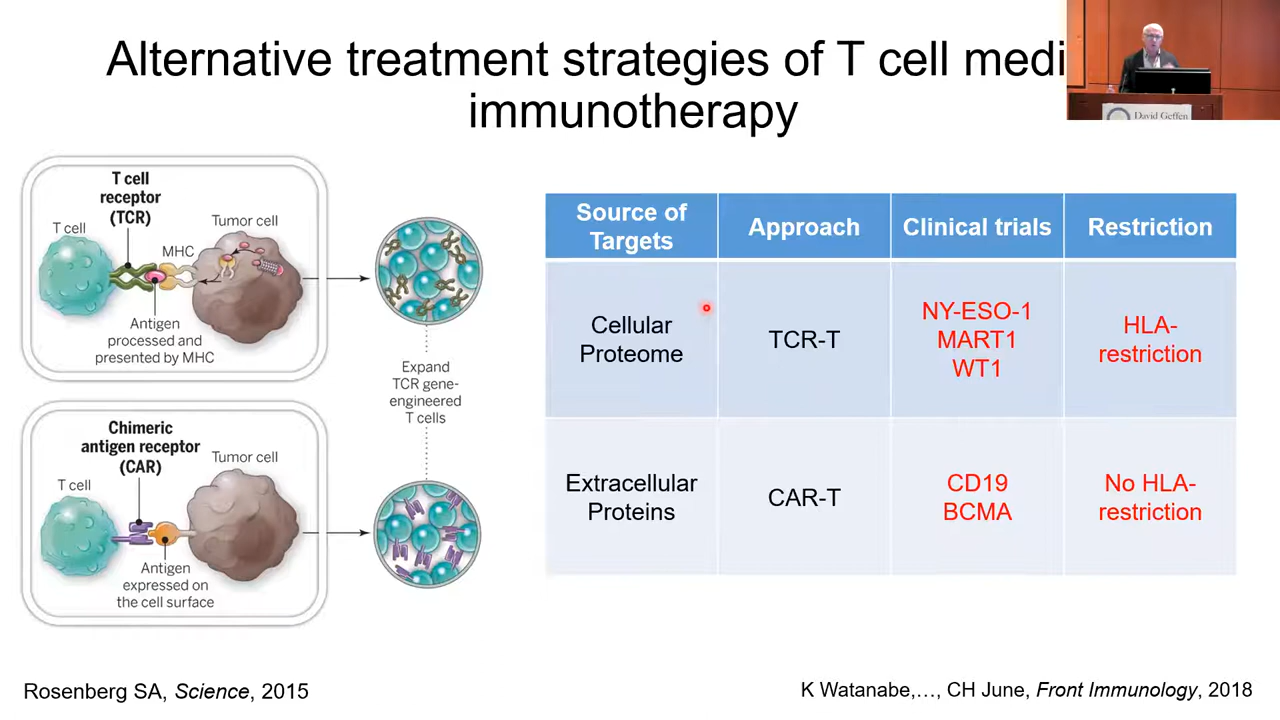 Alternative treatment strategies of T cell medi
immunotherapy
David Geffen
T cell
receptor
(TCR)
T cell
Tumor cell
MHC
Antigen
processed and
presented by MHC
Expand
TCR gene-
engineered
T cells
Chimeric
antigen receptor
(CAR)
T cell
Tumor cell
Antigen
expressed on
the cell surface
Source of
Targets
Approach
Clinical trials
Restriction
Cellular
Proteome
TCR-T
NY-ESO-1
MART1
WT1
HLA-
restriction
Extracellular
Proteins
CAR-T
CD19
BCMA
No HLA-
restriction
Rosenberg SA, Science, 2015
K Watanabe,…, CH June, Front Immunology, 2018